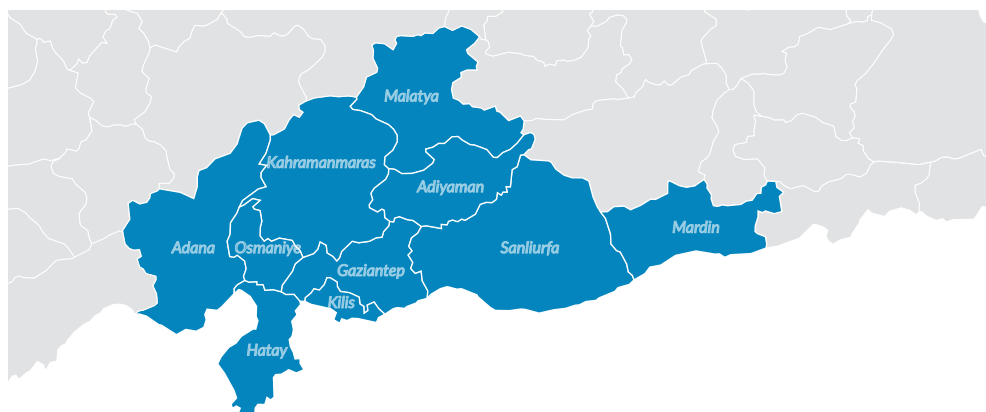 Malatya
Kahramanmaras
Adiyaman
Mardin
Adana
Osmaniye
Sanliurfa
Gaziantep
Kilis
Hatay